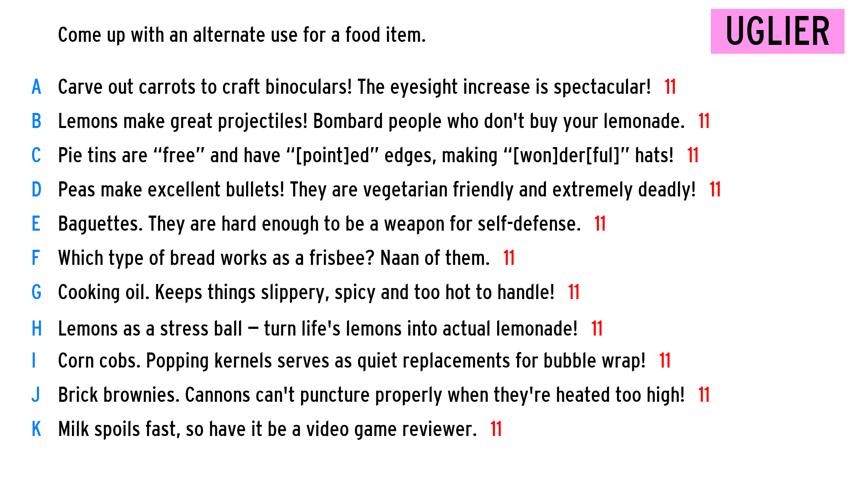 Come up with an alternate use for a food item.
UGLIER
A Carve out carrots to craft binoculars! The eyesight increase is spectacular! 11
B Lemons make great projectiles! Bombard people who don't buy your lemonade. 11
C Pie tins are “free” and have “[point]ed” edges, making “[won]der[ful]” hats! 11
D Peas make excellent bullets! They are vegetarian friendly and extremely deadly! 11
E Baguettes. They are hard enough to be a weapon for self-defense. 11
F Which type of bread works as a frisbee? Naan of them. 11
G Cooking oil. Keeps things slippery, spicy and too hot to handle! 11
H Lemons as a stress ball – turn life's lemons into actual lemonade! 11
I Corn cobs. Popping kernels serves as quiet replacements for bubble wrap! 11
J Brick brownies. Cannons can't puncture properly when they're heated too high! 11
K Milk spoils fast, so have it be a video game reviewer. 11